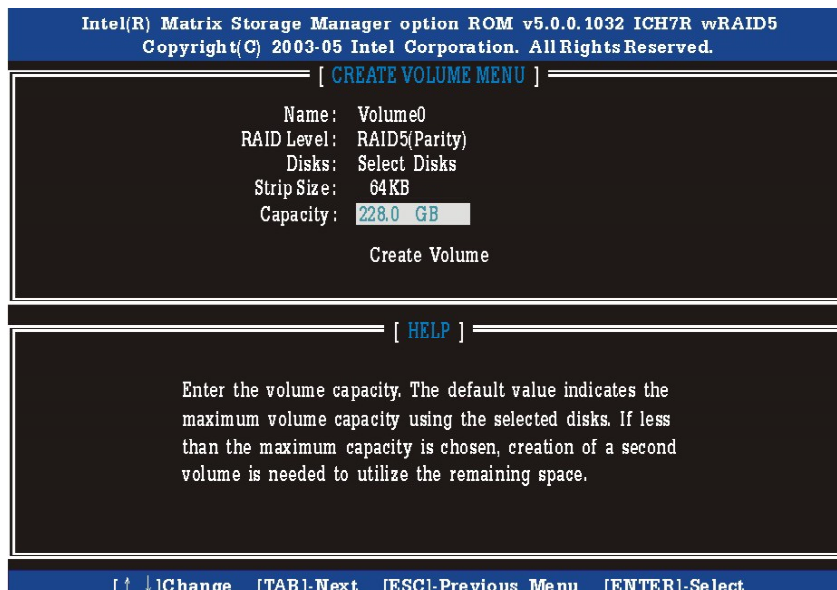 Intel(R) Matrix Storage Manager option ROM v5.0.0.1032 ICH7R wRAID5
Copyright(C) 2003-05 Intel Corporation. All Rights Reserved.
[ CREATE VOLUME MENU ]
Name: Volume0
RAID Level: RAID5(Parity)
Disks: Select Disks
Strip Size: 64KB
Capacity: 228.0 GB
Create Volume
[ HELP ]
Enter the volume capacity. The default value indicates the
maximum volume capacity using the selected disks. If less
than the maximum capacity is chosen, creation of a second
volume is needed to utilize the remaining space.
[↑ ↓]Change [TAB]-Next [ESC]-Previous Menu [ENTER]-Select